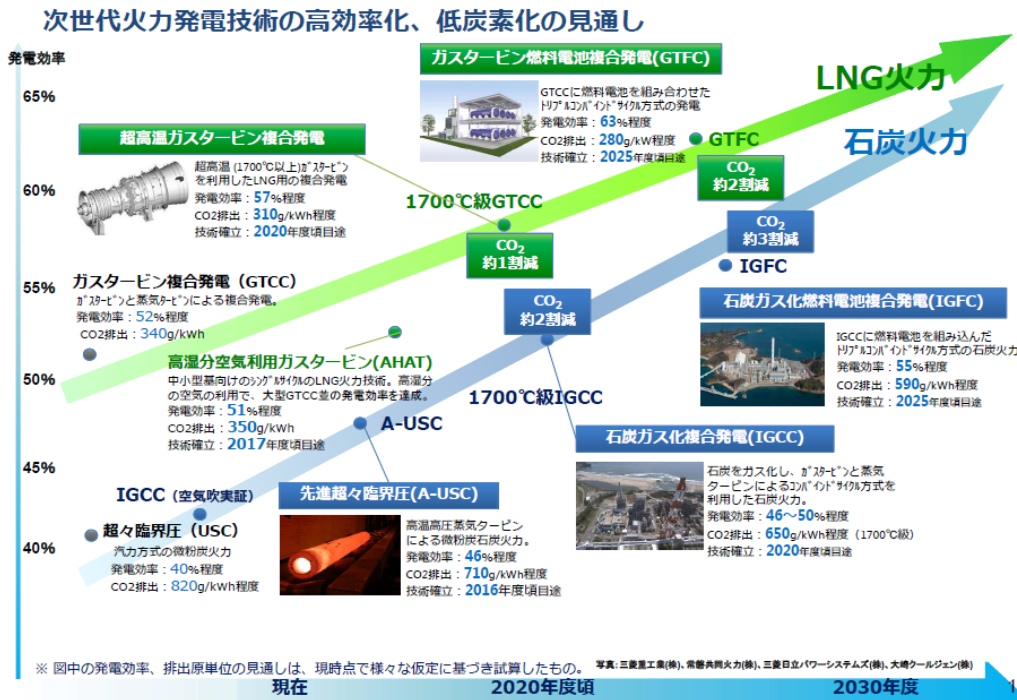 次世代火力発電技術の高効率化、低炭素化の見通し
発電効率
65%
60%
55%
50%
45%
40%
ガスタービン燃料電池複合発電(GTFC)
GTCCに燃料電池を組み合わせた
トリプルコンバインドサイクル方式の発電
発電効率：63%程度
CO2排出：280g/kW程度
技術確立：2025年度頃目途
LNG火力
石炭火力
GTFC
CO2
約2割減
CO2
約3割減
IGFC
超高温ガスタービン複合発電
超高温 (1700℃以上)ガスタービン
を利用したLNG用の複合発電
発電効率：57%程度
CO2排出：310g/kWh程度
技術確立：2020年度頃目途
1700℃級GTCC
CO2
約1割減
ガスタービン複合発電（GTCC）
ガスタービンと蒸気タービンによる複合発電。
発電効率：52%程度
CO2排出：340g/kWh
CO2
約2割減
1700℃級IGCC
高湿分空気利用ガスタービン(AHAT)
中小型基向けのシングルサイクルのLNG火力技術。高湿分
の空気の利用で、大型GTCC並の発電効率を達成。
発電効率：51%程度
CO2排出：350g/kWh
技術確立：2017年度頃目途
石炭ガス化燃料電池複合発電(IGFC)
IGCCに燃料電池を組み込んだ
トリプルコンバインドサイクル方式の石炭火力
発電効率：55%程度
CO2排出：590g/kWh程度
技術確立：2025年度頃目途
A-USC
IGCC（空気吹実証）
超々臨界圧（USC）
汽力方式の微粉炭火力
発電効率：40%程度
CO2排出：820g/kWh程度
先進超々臨界圧(A-USC)
高温高圧蒸気タービン
による微粉炭石炭火力。
発電効率：46%程度
CO2排出：710g/kWh程度
技術確立：2016年度頃目途
石炭ガス化複合発電(IGCC)
石炭をガス化し、ガスタービンと蒸気
タービンによるコンバインドサイクル方式を
利用した石炭火力。
発電効率：46～50%程度
CO2排出：650g/kWh程度（1700℃級）
技術確立：2020年度頃目途
※ 図中の発電効率、排出原単位の見通しは、現時点で様々な仮定に基づき試算したもの。
写真：三菱重工業(株)、常磐共同火力(株)、三菱日立パワーシステムズ(株)、大崎クールジェン(株)
現在
2020年度頃
2030年度